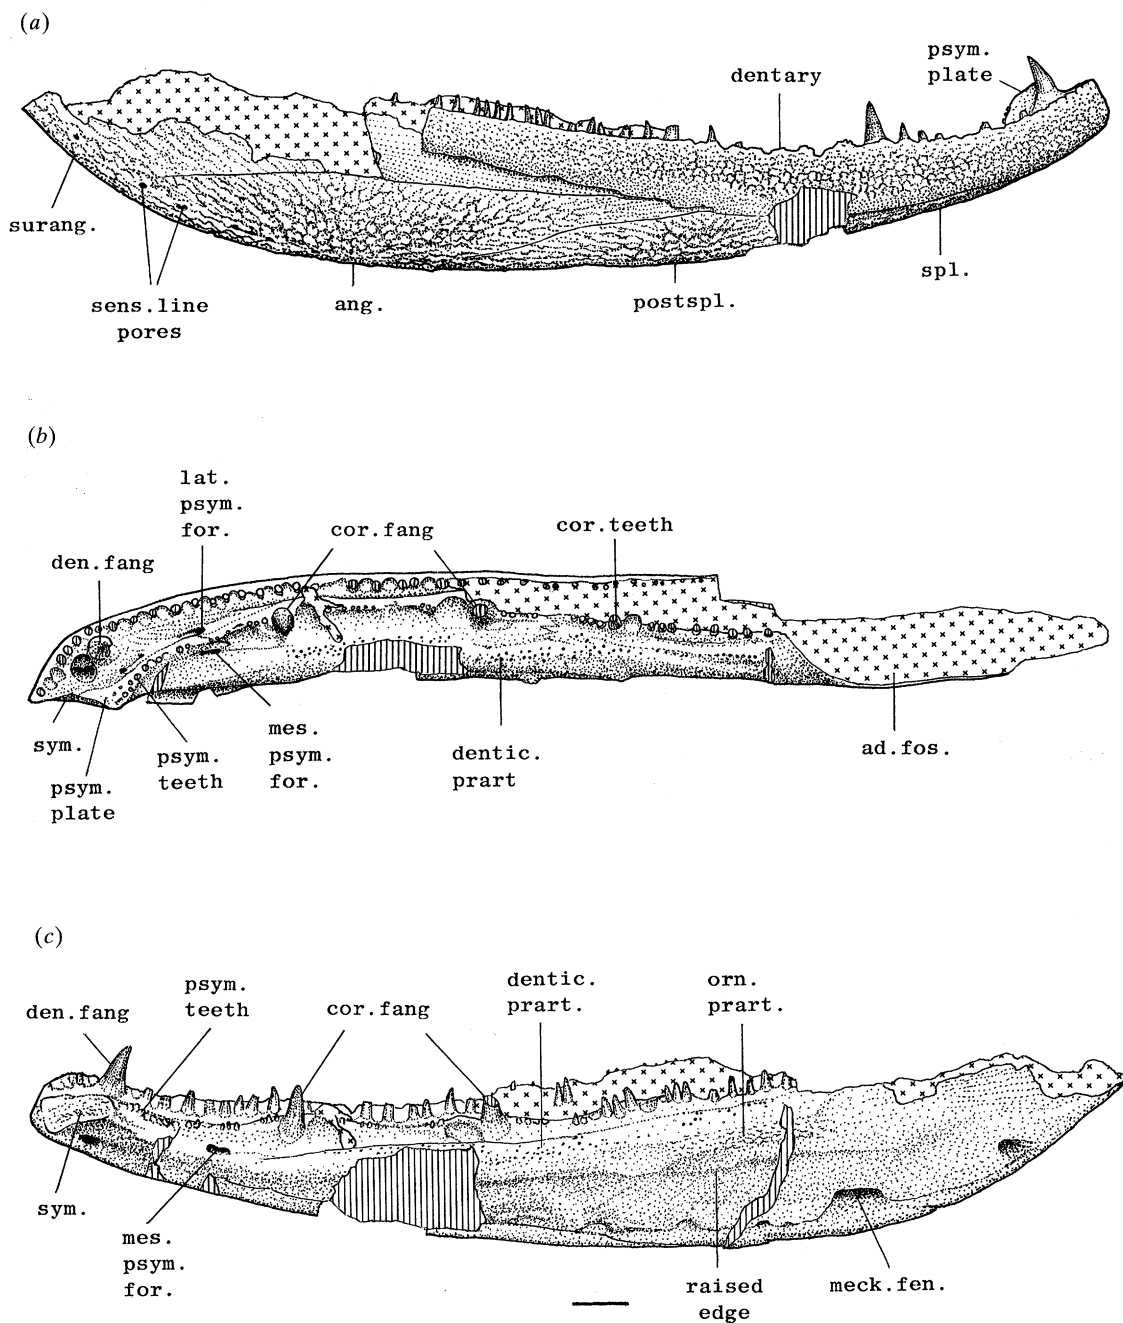 (a)
psym.
plate
dentary
surang.
sens.line
pores
ang.
postspl.
spl.
(b)
lat.
psym.
for.
den.fang
cor.fang
cor.teeth
sym.
psym.
plate
psym.
teeth
mes.
psym.
for.
dentic.
prart
ad.fos.
(c)
den.fang
psym.
teeth
cor.fang
dentic.
prart.
orn.
prart.
sym.
mes.
psym.
for.
raised
edge
meck.fen.